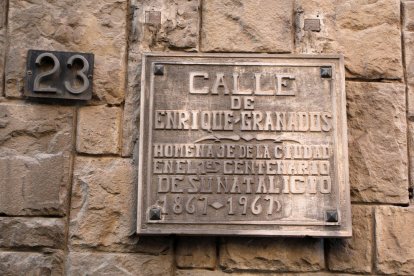 23
CALLE
DE
ENRIQUE-GRANADOS
HOMENAJE DE LA CIUDAD
EN EL 1er CENTENARIO
DE SU NATALICIO
1867 - 1967